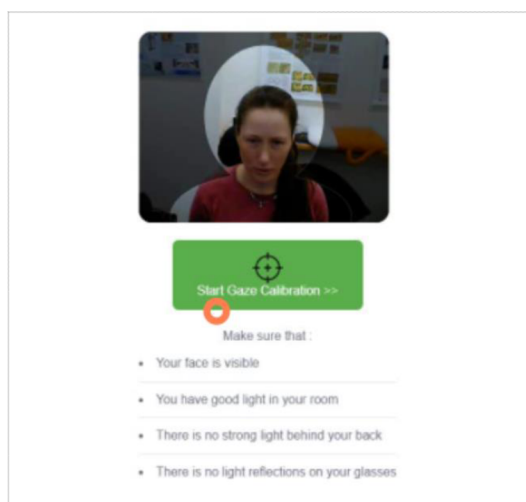 Start Gaze Calibration >>
Make sure that :
Your face is visible
You have good light in your room
There is no strong light behind your back
There is no light reflections on your glasses